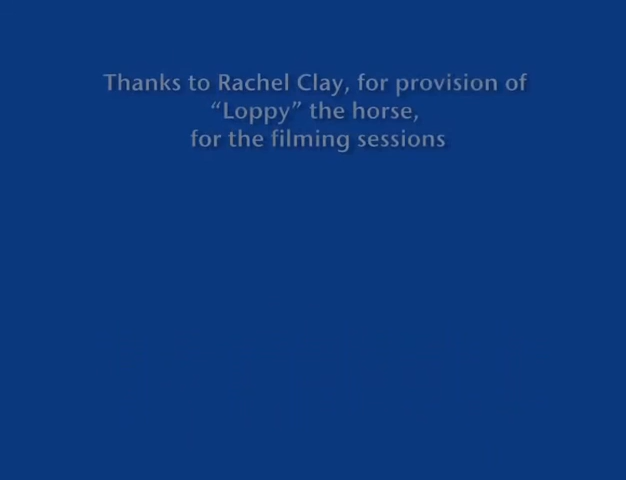 Thanks to Rachel Clay, for provision of
“Loppy” the horse,
for the filming sessions